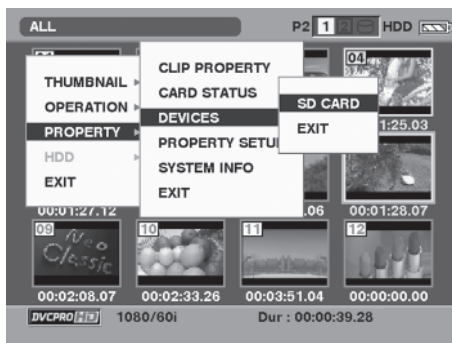 ALL P2 1 2 HDD
04
THUMBNAIL
OPERATION
PROPERTY
HDD
EXIT
CLIP PROPERTY
CARD STATUS
DEVICES
PROPERTY SETU
SYSTEM INFO
EXIT
SD CARD
EXIT
1:25.03
00:01:27.12 .06 00:01:28.07
09 10 11 12
Neo
Classic
00:02:08.07 00:02:33.26 00:03:51.04 00:00:00.00
DVCPRO HD 1080/60i Dur : 00:00:39.28